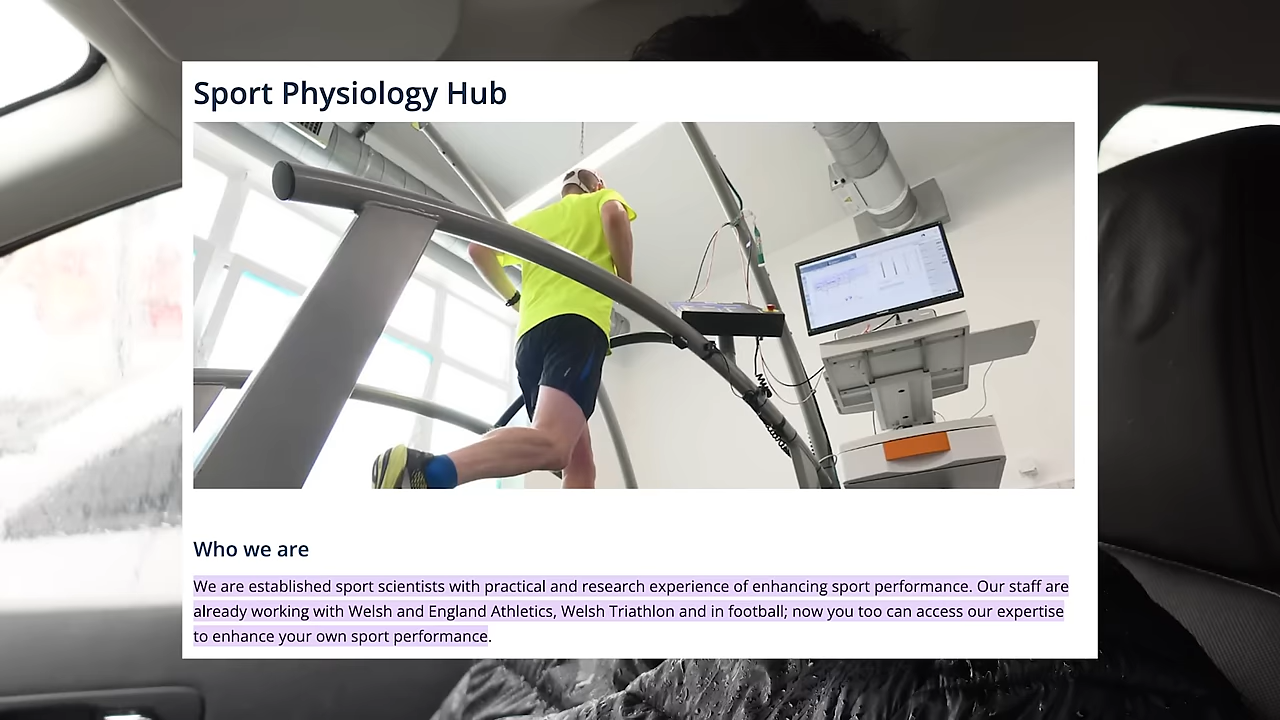 Sport Physiology Hub
Who we are
We are established sport scientists with practical and research experience of enhancing sport performance. Our staff are
already working with Welsh and England Athletics, Welsh Triathlon and in football; now you too can access our expertise
to enhance your own sport performance.